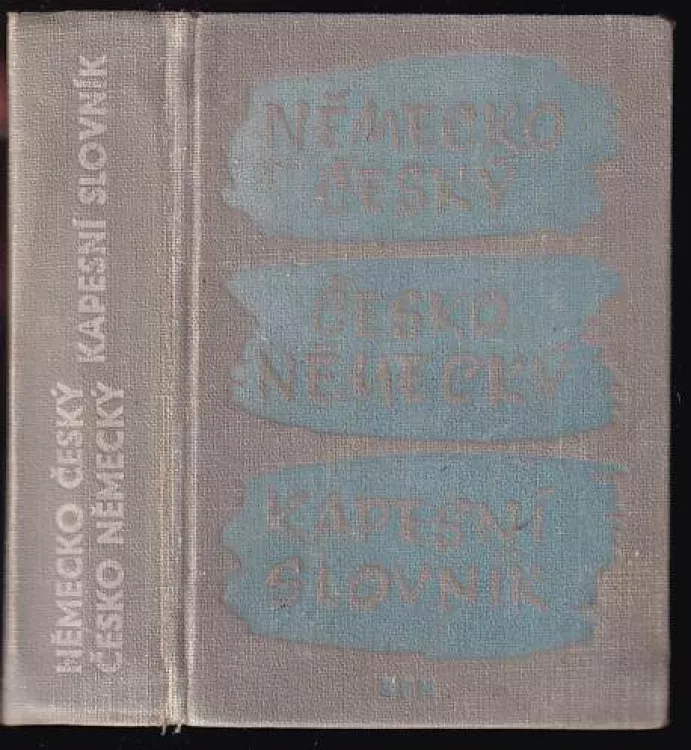 NĚMECKO ČESKÝ
ČESKO NĚMECKÝ
KAPESNÍ SLOVNÍK
NĚMECKO
ČESKÝ
ČESKO
NĚMECKÝ
KAPESNÍ
SLOVNÍK